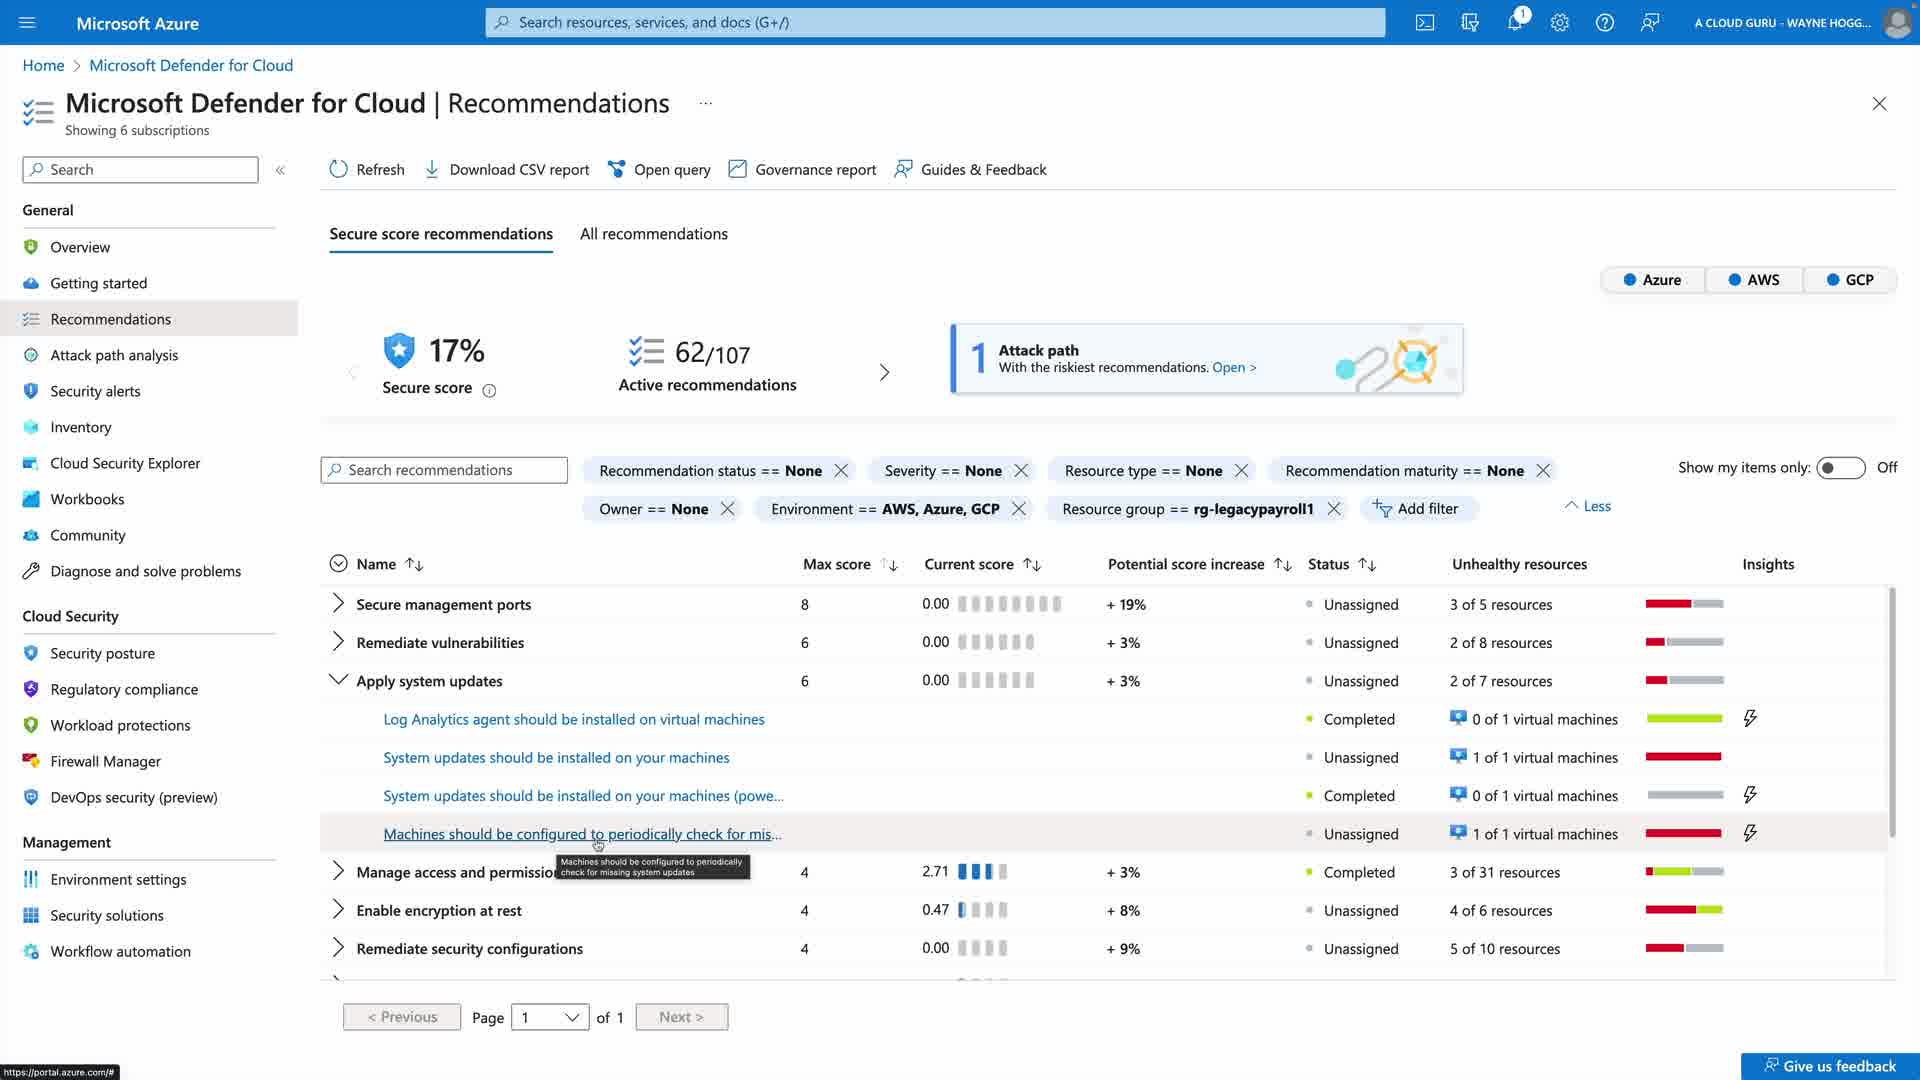 Microsoft Azure
Search resources, services, and docs (G+/)
1
A CLOUD GURU - WAYNE HOGG...
Home > Microsoft Defender for Cloud
Microsoft Defender for Cloud | Recommendations ...
Showing 6 subscriptions
Search
«
General
Overview
Getting started
Recommendations
Attack path analysis
Security alerts
Inventory
Cloud Security Explorer
Workbooks
Community
Diagnose and solve problems
Cloud Security
Security posture
Regulatory compliance
Workload protections
Firewall Manager
DevOps security (preview)
Management
Environment settings
Security solutions
Workflow automation
Refresh
Download CSV report
Open query
Governance report
Guides & Feedback
Secure score recommendations
All recommendations
Azure
AWS
GCP
17%
Secure score
62/107
Active recommendations
1
Attack path
With the riskiest recommendations. Open >
Search recommendations
Recommendation status == None
Severity == None
Resource type == None
Recommendation maturity == None
Show my items only: Off
Owner == None
Environment == AWS, Azure, GCP
Resource group == rg-legacypayroll1
Add filter
Less
Name Max score Current score Potential score increase Status Unhealthy resources Insights
Secure management ports 8 0.00 + 19% Unassigned 3 of 5 resources
Remediate vulnerabilities 6 0.00 + 3% Unassigned 2 of 8 resources
Apply system updates 6 0.00 + 3% Unassigned 2 of 7 resources
Log Analytics agent should be installed on virtual machines Completed 0 of 1 virtual machines
System updates should be installed on your machines Unassigned 1 of 1 virtual machines
System updates should be installed on your machines (powe... Completed 0 of 1 virtual machines
Machines should be configured to periodically check for mis... Unassigned 1 of 1 virtual machines
Machines should be configured to periodically
check for missing system updates
Manage access and permission 4 2.71 + 3% Completed 3 of 31 resources
Enable encryption at rest 4 0.47 + 8% Unassigned 4 of 6 resources
Remediate security configurations 4 0.00 + 9% Unassigned 5 of 10 resources
< Previous
Page 1 of 1
Next >
https://portal.azure.com/#
Give us feedback